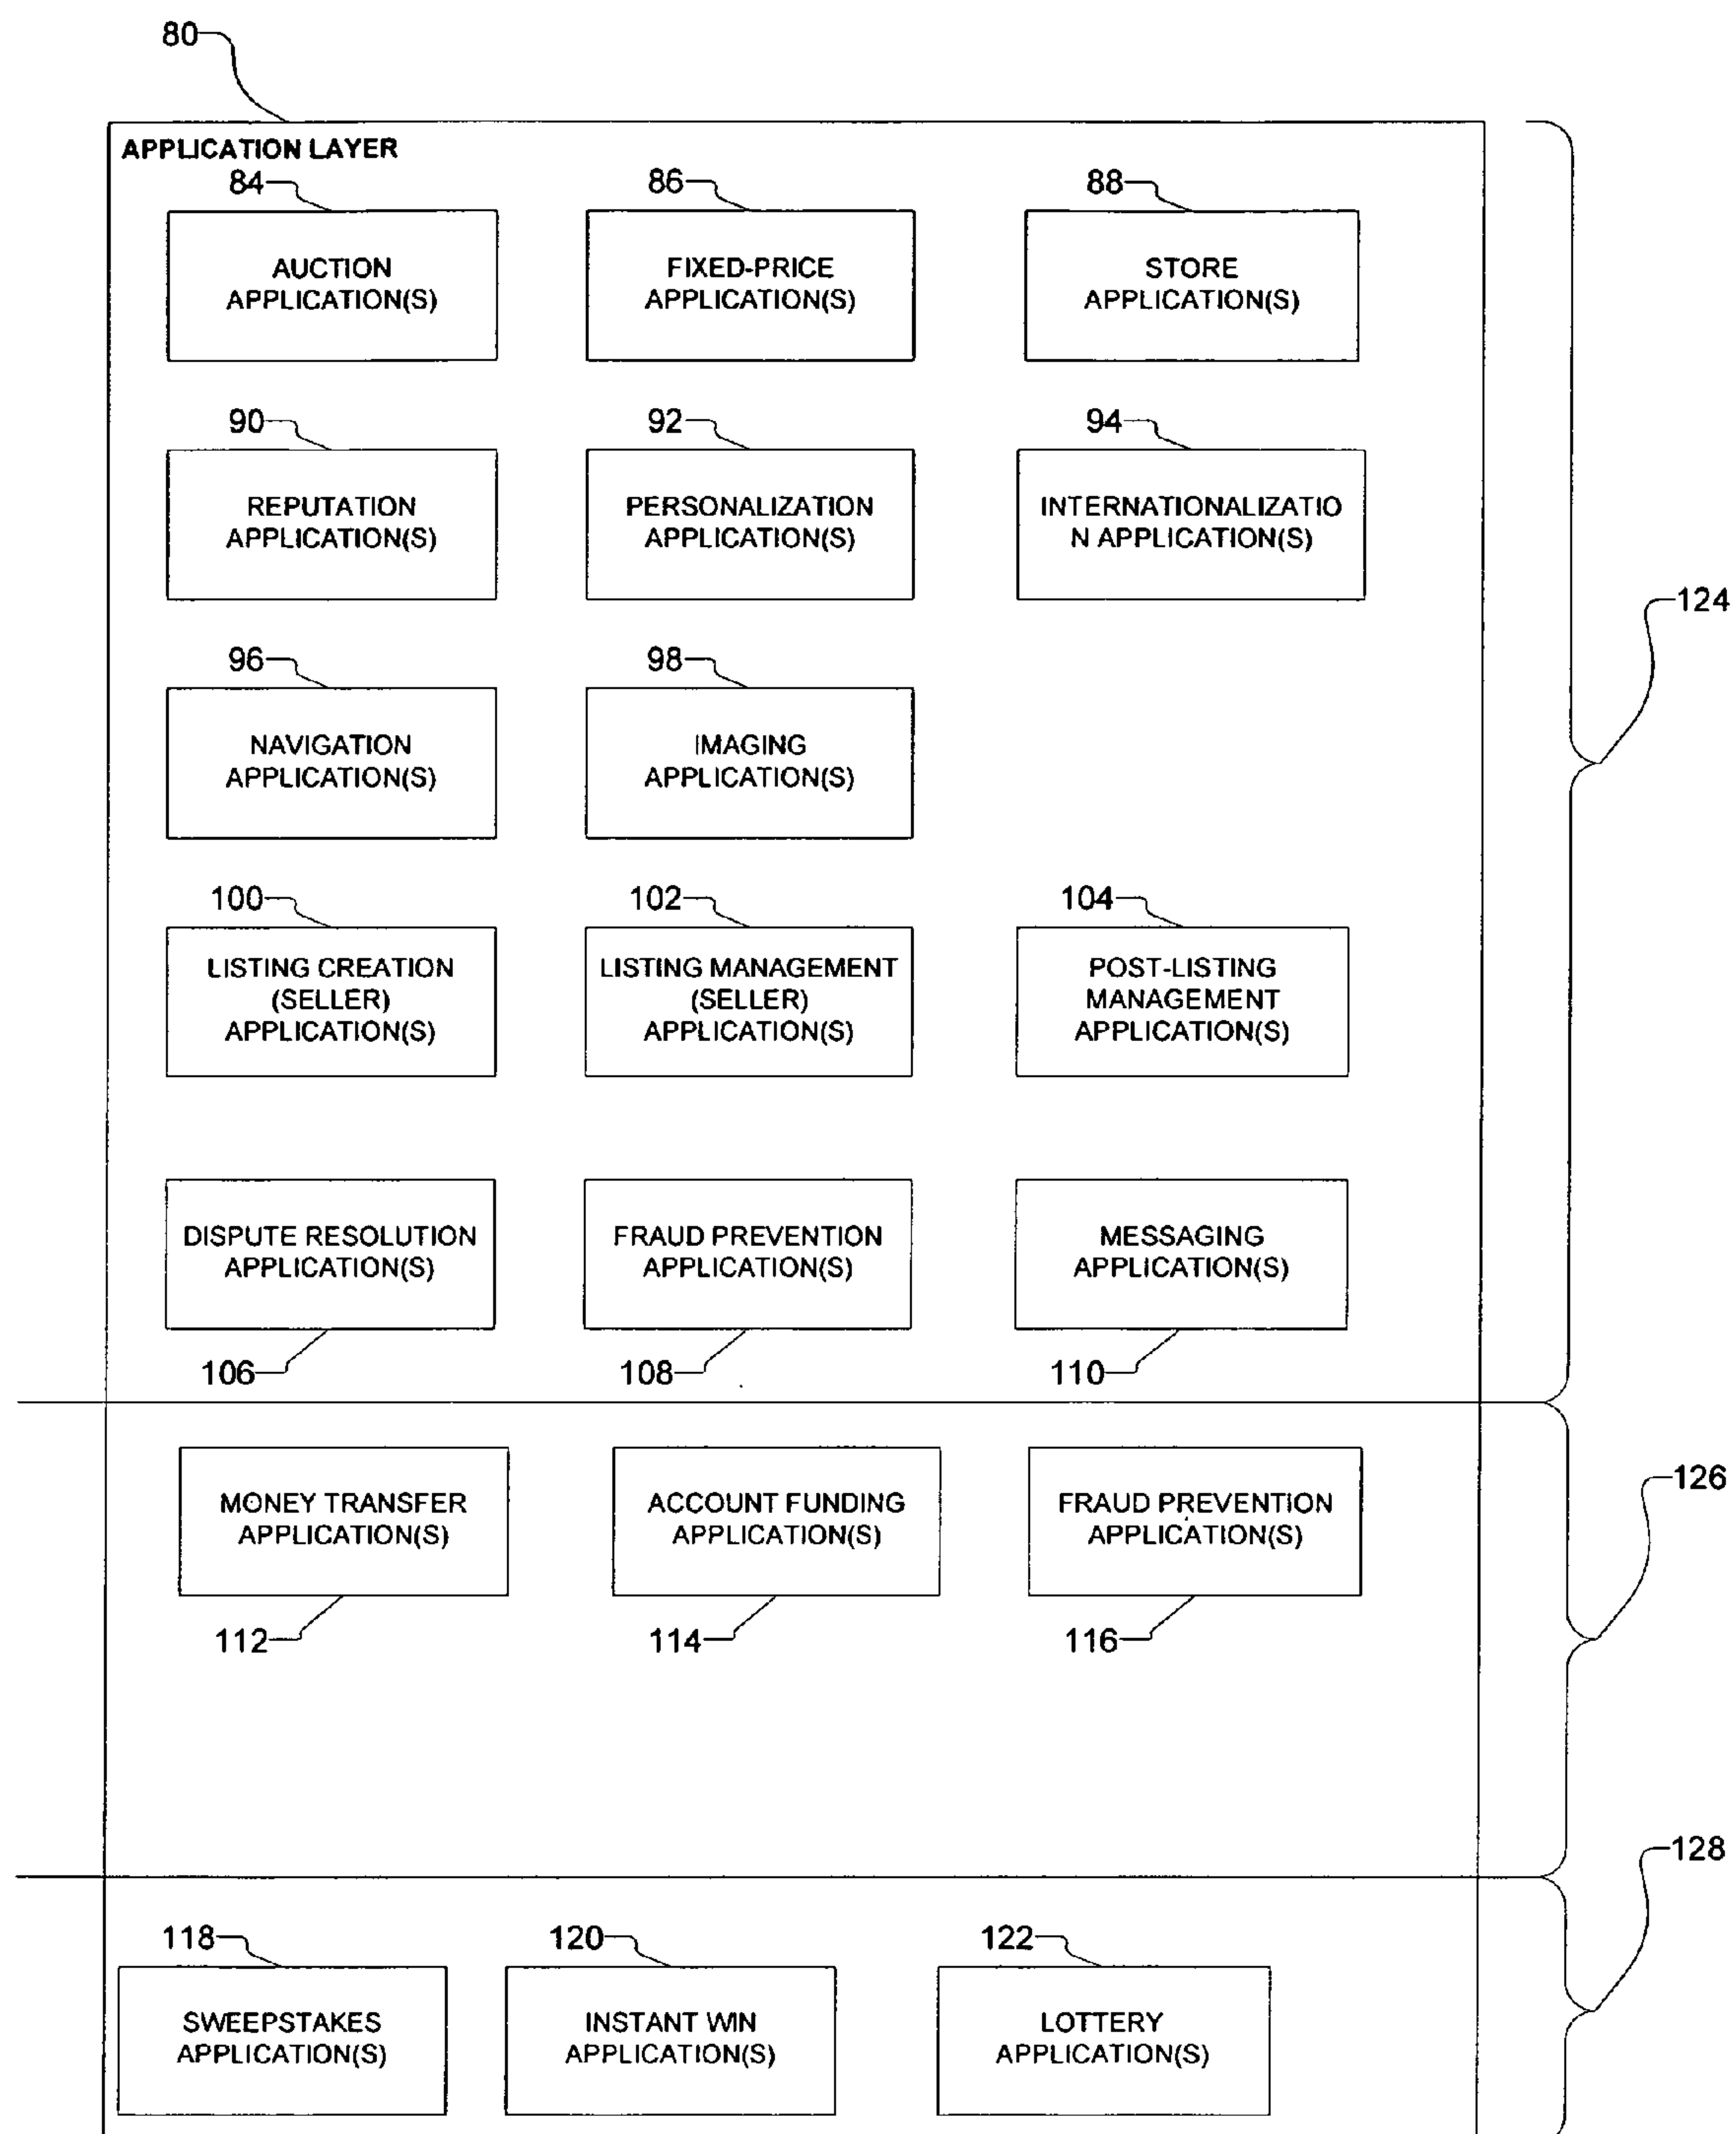 80
APPLICATION LAYER
84
86
88
AUCTION
APPLICATION(S)
FIXED-PRICE
APPLICATION(S)
STORE
APPLICATION(S)
90
92
94
REPUTATION
APPLICATION(S)
PERSONALIZATION
APPLICATION(S)
INTERNATIONALIZATIO
N APPLICATION(S)
124
96
98
NAVIGATION
APPLICATION(S)
IMAGING
APPLICATION(S)
100
102
104
LISTING CREATION
(SELLER)
APPLICATION(S)
LISTING MANAGEMENT
(SELLER)
APPLICATION(S)
POST-LISTING
MANAGEMENT
APPLICATION(S)
DISPUTE RESOLUTION
APPLICATION(S)
FRAUD PREVENTION
APPLICATION(S)
MESSAGING
APPLICATION(S)
106
108
110
126
MONEY TRANSFER
APPLICATION(S)
ACCOUNT FUNDING
APPLICATION(S)
FRAUD PREVENTION
APPLICATION(S)
112
114
116
128
118
120
122
SWEEPSTAKES
APPLICATION(S)
INSTANT WIN
APPLICATION(S)
LOTTERY
APPLICATION(S)